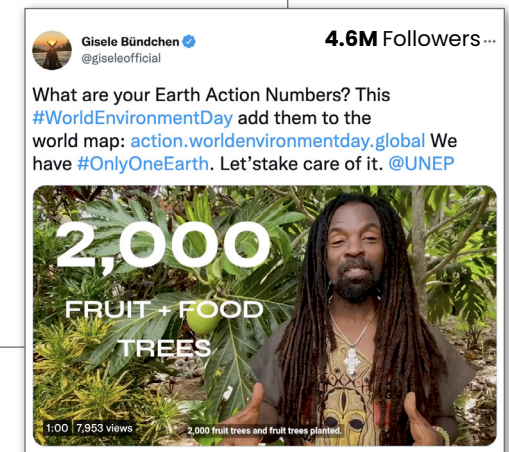 Gisele Bündchen
4.6M Followers
@giseleofficial
What are your Earth Action Numbers? This
#WorldEnvironmentDay add them to the
world map: action.worldenvironmentday.global We
have #OnlyOneEarth. Let'stake care of it. @UNEP
2,000
FRUIT + FOOD
TREES
1:00 7,953 views
2,000 fruit trees and fruit trees planted.